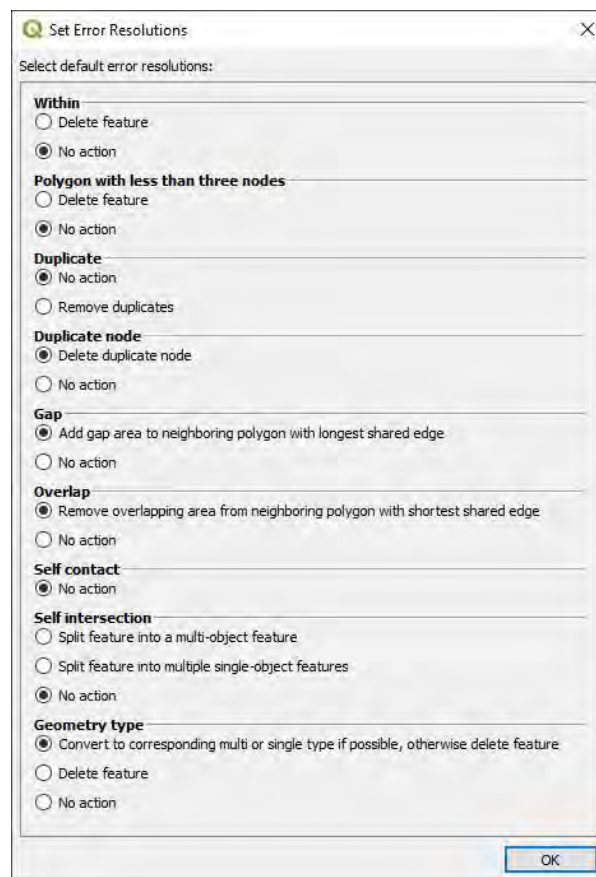 Set Error Resolutions
Select default error resolutions:
Within
Delete feature
No action
Polygon with less than three nodes
Delete feature
No action
Duplicate
No action
Remove duplicates
Duplicate node
Delete duplicate node
No action
Gap
Add gap area to neighboring polygon with longest shared edge
No action
Overlap
Remove overlapping area from neighboring polygon with shortest shared edge
No action
Self contact
No action
Self intersection
Split feature into a multi-object feature
Split feature into multiple single-object features
No action
Geometry type
Convert to corresponding multi or single type if possible, otherwise delete feature
Delete feature
No action
OK